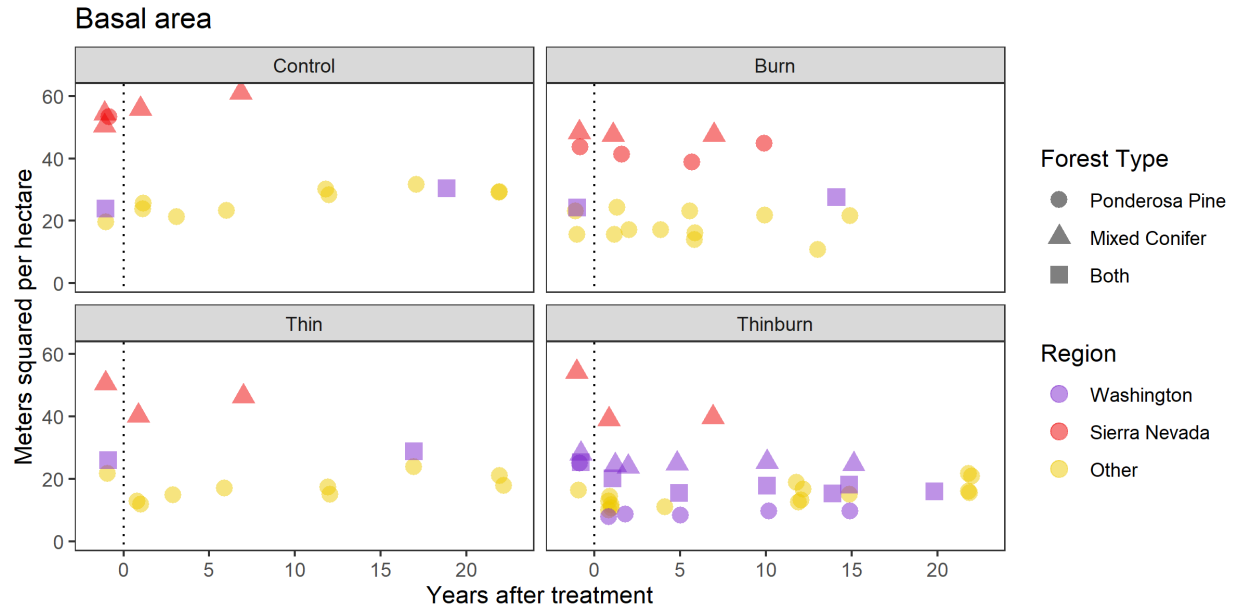 Basal area
Control
Burn
60
40
20
0
Thin
Thinburn
60
40
20
0
0 5 10 15 20
0 5 10 15 20
Meters squared per hectare
Years after treatment
Forest Type
Ponderosa Pine
Mixed Conifer
Both
Region
Washington
Sierra Nevada
Other